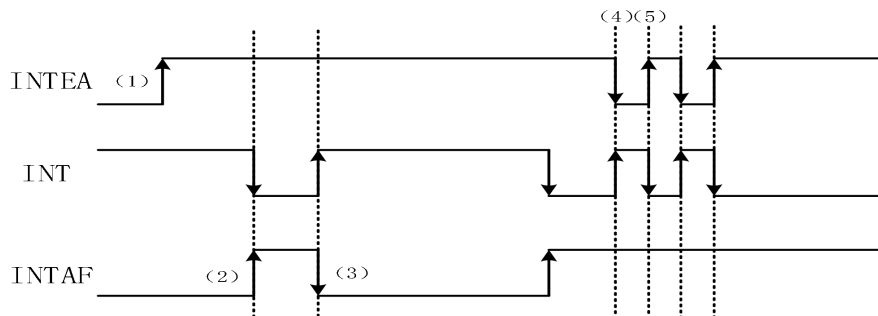 (4)(5)
INTEA (1)
INT
INTAF (2) (3)